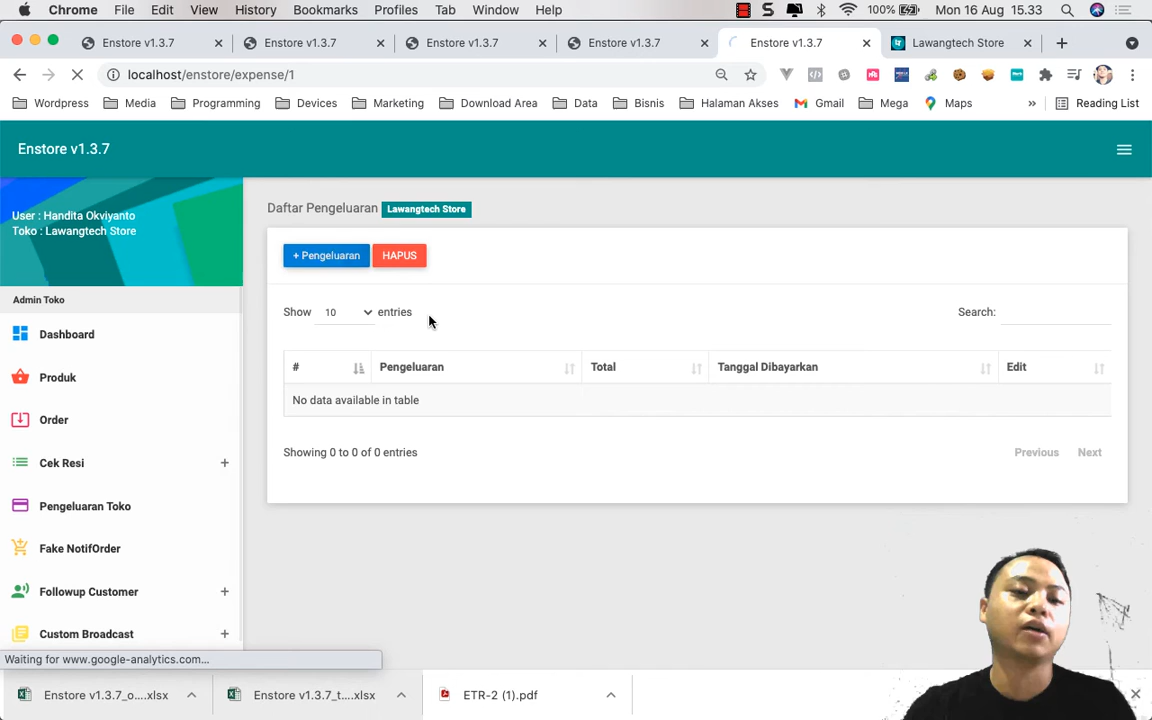 Chrome File Edit View History Bookmarks Profiles Tab Window Help 100% Mon 16 Aug 15.33
Enstore v1.3.7 Enstore v1.3.7 Enstore v1.3.7 Enstore v1.3.7 Enstore v1.3.7 Lawangtech Store
localhost/enstore/expense/1
Wordpress Media Programming Devices Marketing Download Area Data Bisnis Halaman Akses Gmail Mega Maps » Reading List
Enstore v1.3.7
User : Handita Okviyanto
Toko : Lawangtech Store
Admin Toko
Dashboard
Produk
Order
Cek Resi +
Pengeluaran Toko
Fake NotifOrder
Followup Customer +
Custom Broadcast +
Daftar Pengeluaran Lawangtech Store
+ Pengeluaran HAPUS
Show 10 entries Search:
# Pengeluaran Total Tanggal Dibayarkan Edit
No data available in table
Showing 0 to 0 of 0 entries Previous Next
Waiting for www.google-analytics.com...
Enstore v1.3.7_o....xlsx Enstore v1.3.7_t....xlsx ETR-2 (1).pdf